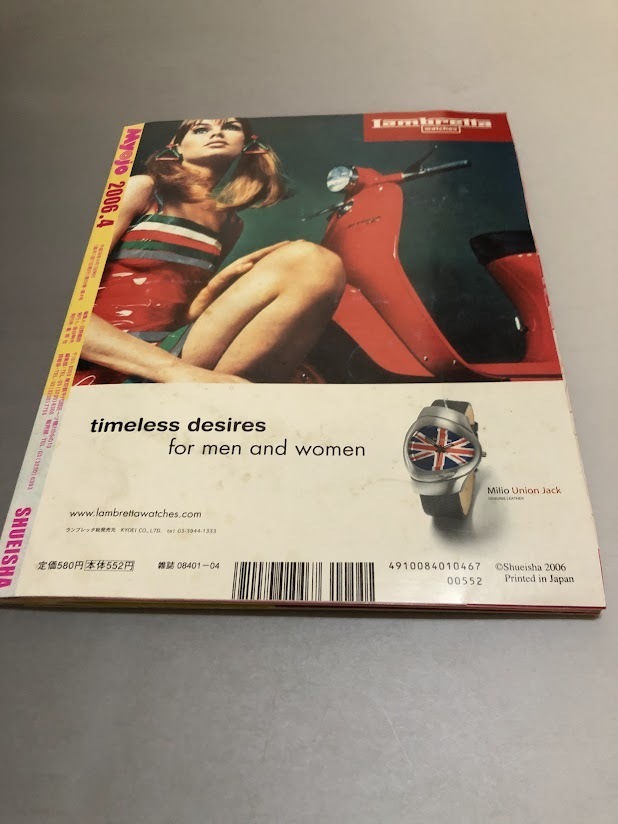 Myojo 2006.4
lambretta
watches
timeless desires
for men and women
Milio Union Jack
GENUINE LEATHER
www.lambrettawatches.com
ランブレッタ総発売元 KYOEI CO., LTD. tel 03-5944-1333
SHUEISHA
定価580円 本体552円 雑誌 08401-04
4910084010467
00552
©Shueisha 2006
Printed in Japan